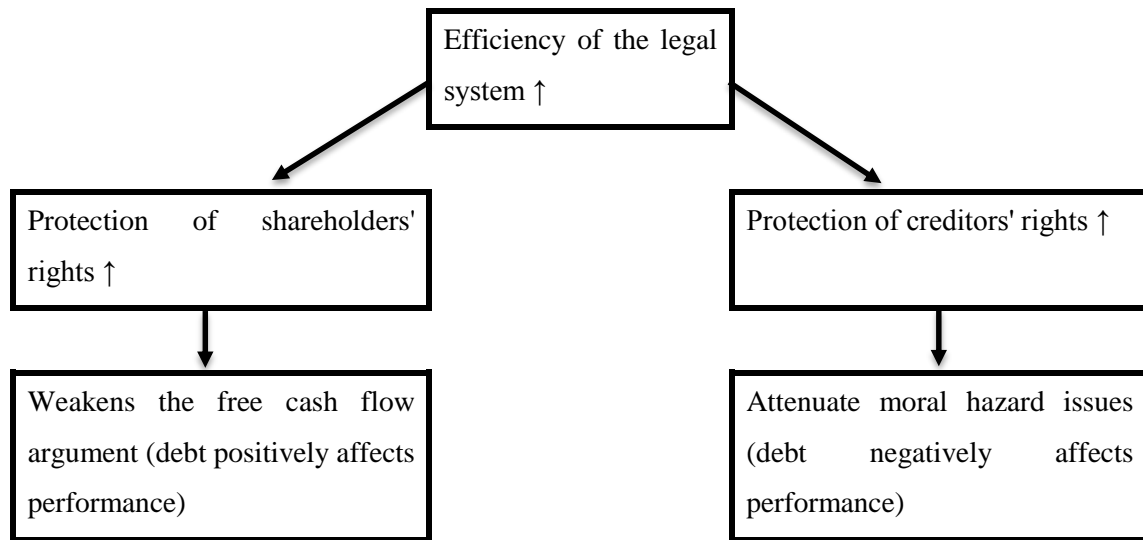 Efficiency of the legal
system ↑
Protection of shareholders'
rights ↑
Protection of creditors' rights ↑
Weakens the free cash flow
argument (debt positively affects
performance)
Attenuate moral hazard issues
(debt negatively affects
performance)